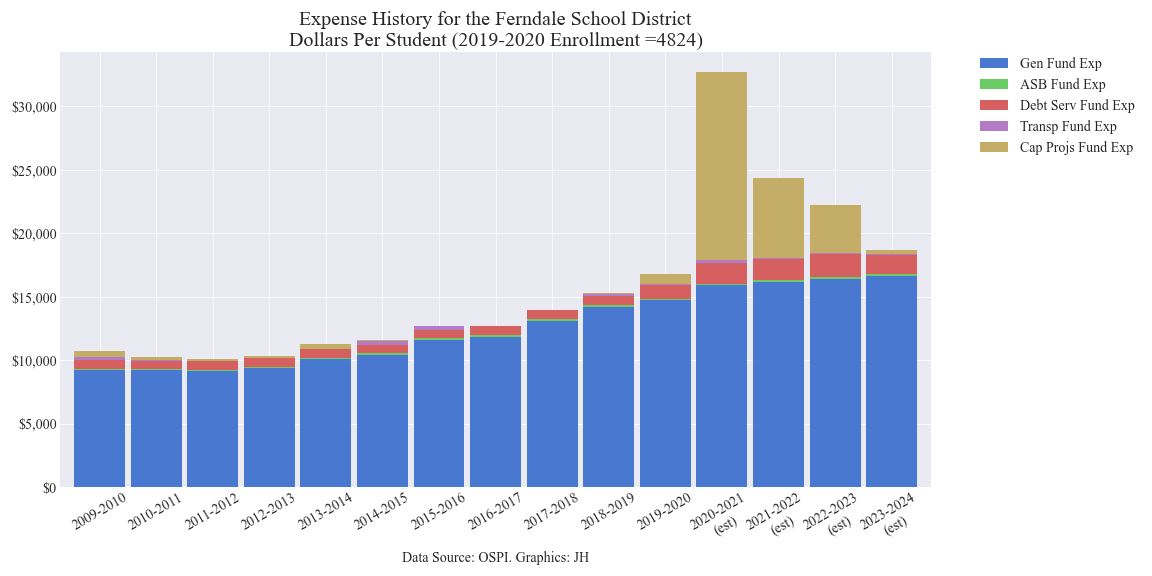 Expense History for the Ferndale School District
Dollars Per Student (2019-2020 Enrollment =4824)
Gen Fund Exp
ASB Fund Exp
Debt Serv Fund Exp
Transp Fund Exp
Cap Projs Fund Exp
$30,000
$25,000
$20,000
$15,000
$10,000
$5,000
$0
2009-2010
2010-2011
2011-2012
2012-2013
2013-2014
2014-2015
2015-2016
2016-2017
2017-2018
2018-2019
2019-2020
2020-2021
(est)
2021-2022
(est)
2022-2023
(est)
2023-2024
(est)
Data Source: OSPI. Graphics: JH